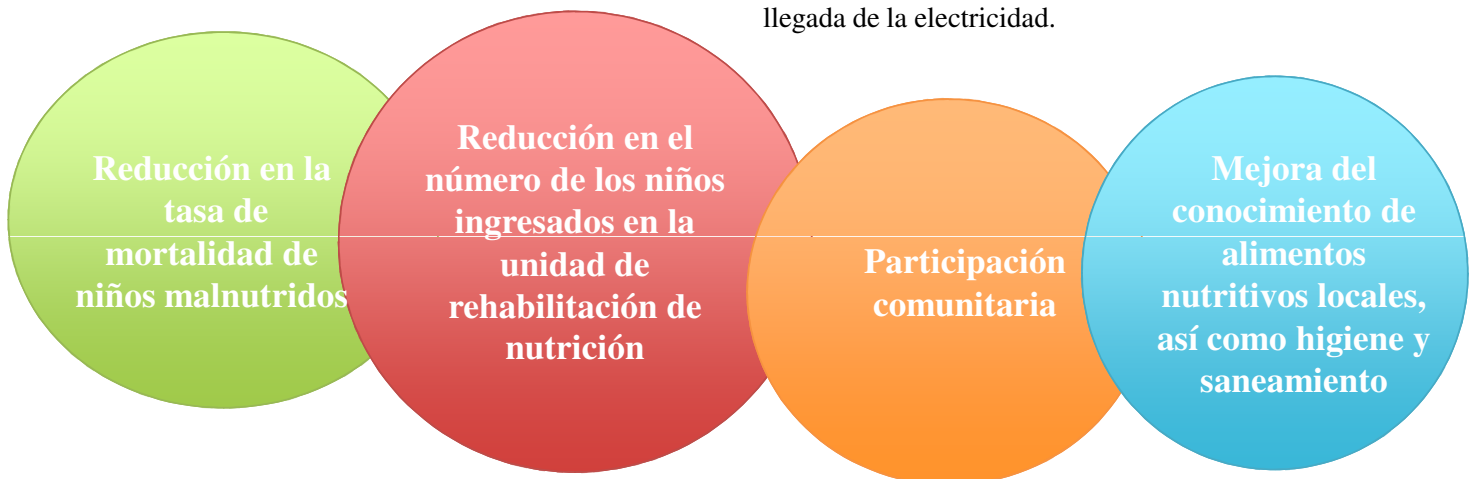 llegada de la electricidad.
Reducción en la
tasa de
mortalidad de
niños malnutridos
Reducción en el
número de los niños
ingresados en la
unidad de
rehabilitación de
nutrición
Participación
comunitaria
Mejora del
conocimiento de
alimentos
nutritivos locales,
así como higiene y
saneamiento